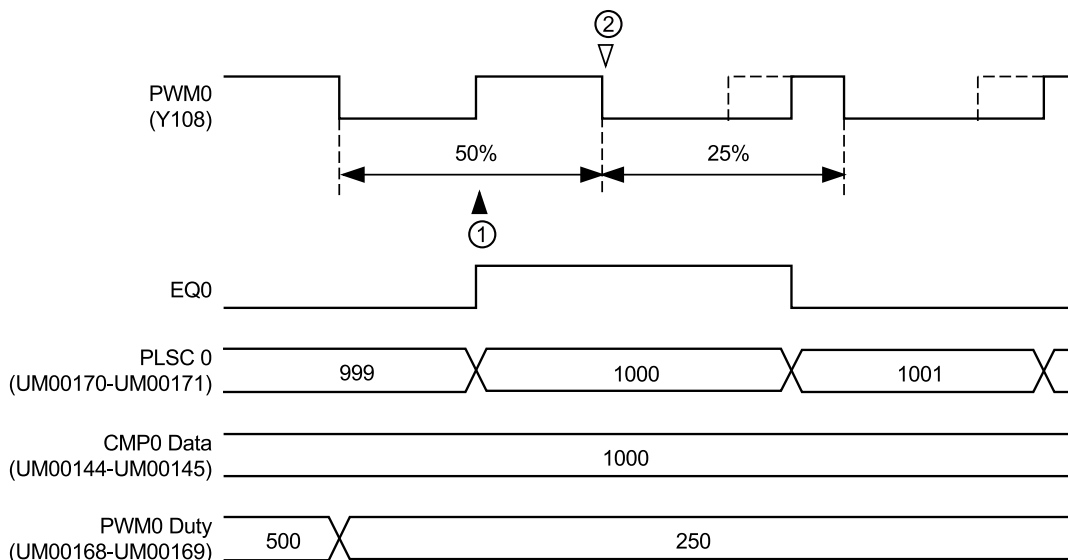 ②
PWM0
(Y108)
50%
25%
①
EQ0
PLSC 0
(UM00170-UM00171)
999
1000
1001
CMP0 Data
(UM00144-UM00145)
1000
PWM0 Duty
(UM00168-UM00169)
500
250